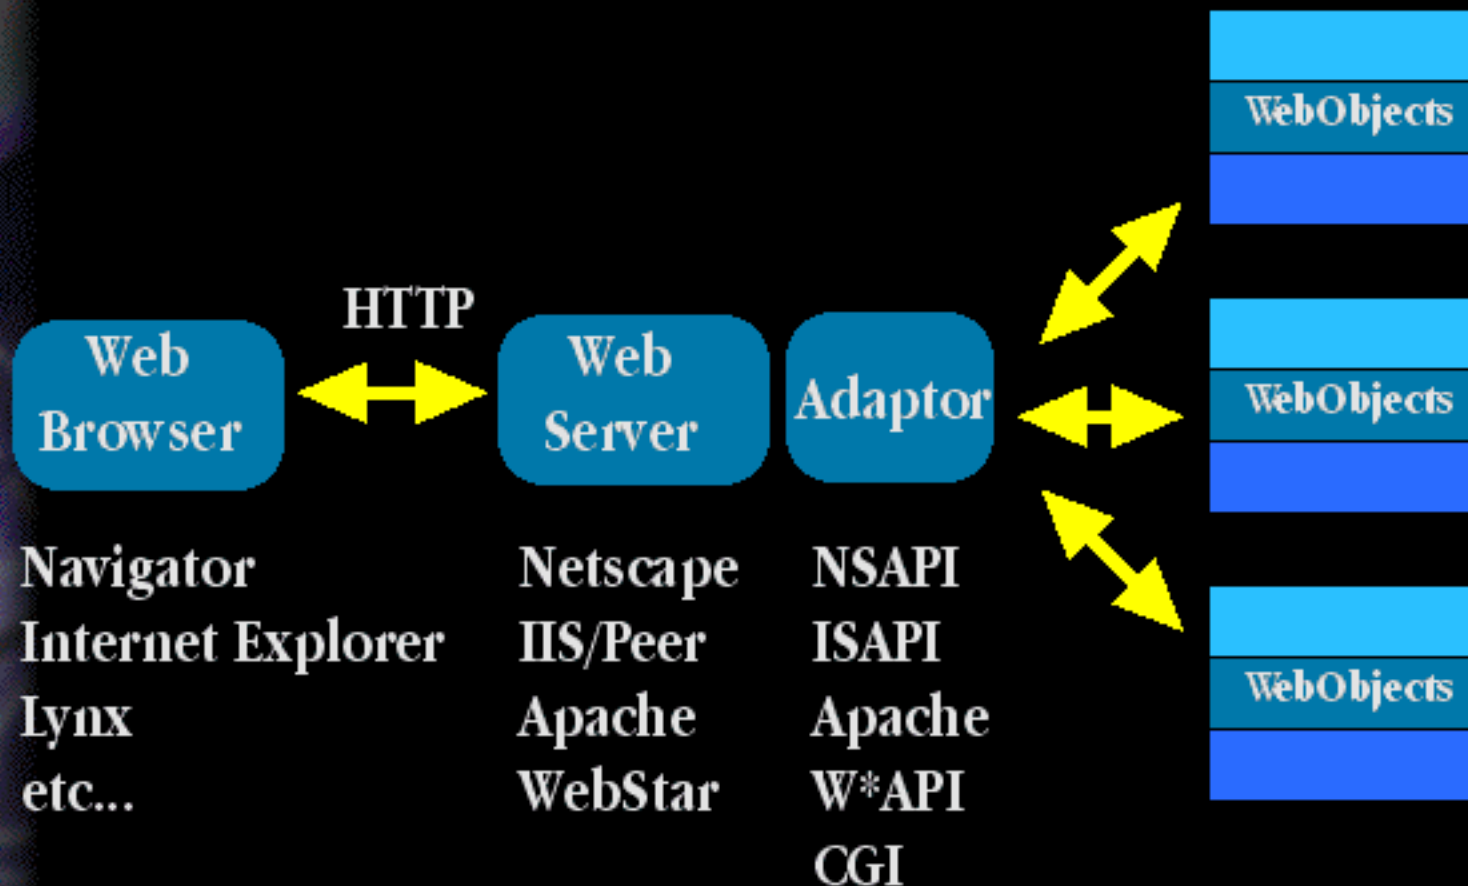 HTTP
Web
Browser
Web
Server
Adaptor
WebObjects
WebObjects
WebObjects
Navigator
Internet Explorer
Lynx
etc...
Netscape
IIS/Peer
Apache
WebStar
NSAPI
ISAPI
Apache
W*API
CGI